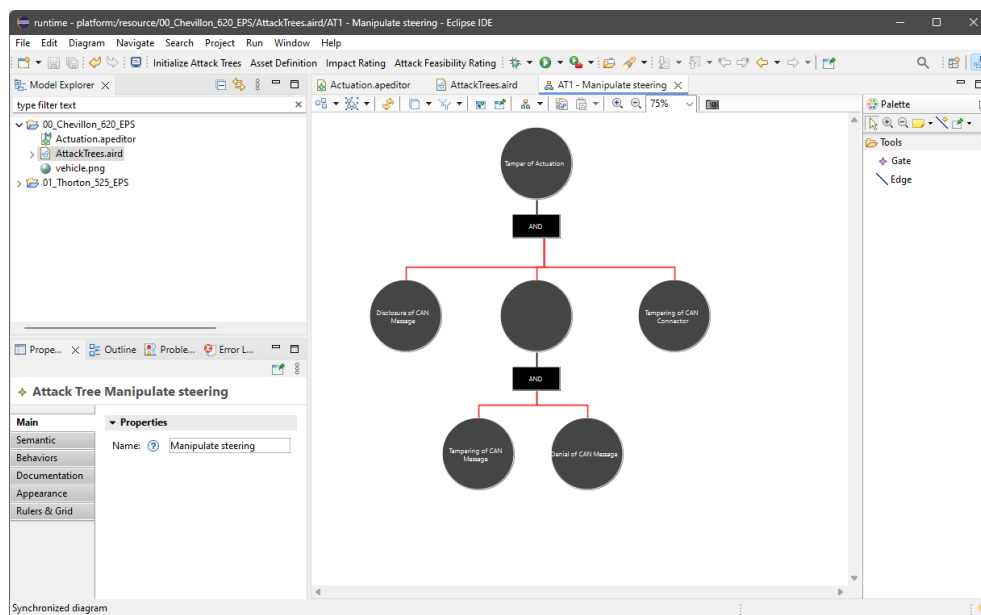 runtime - platform:/resource/00_Chevillon_620_EPS/AttackTrees.aird/AT1 - Manipulate steering - Eclipse IDE
File Edit Diagram Navigate Search Project Run Window Help
Initialize Attack Trees Asset Definition Impact Rating Attack Feasibility Rating
Model Explorer
Actuation.apeditor AttackTrees.aird AT1 - Manipulate steering
type filter text
75%
Palette
00_Chevillon_620_EPS
Actuation.apeditor
AttackTrees.aird
vehicle.png
01_Thorton_525_EPS
Tools
Gate
Edge
Tamper of Actuation
AND
Disclosure of CAN
Message
Tampering of CAN
Connector
AND
Tampering of CAN
Message
Denial of CAN Message
Prope... Outline Proble... Error L...
Attack Tree Manipulate steering
Main
Semantic
Behaviors
Documentation
Appearance
Rulers & Grid
Properties
Name: Manipulate steering
Synchronized diagram